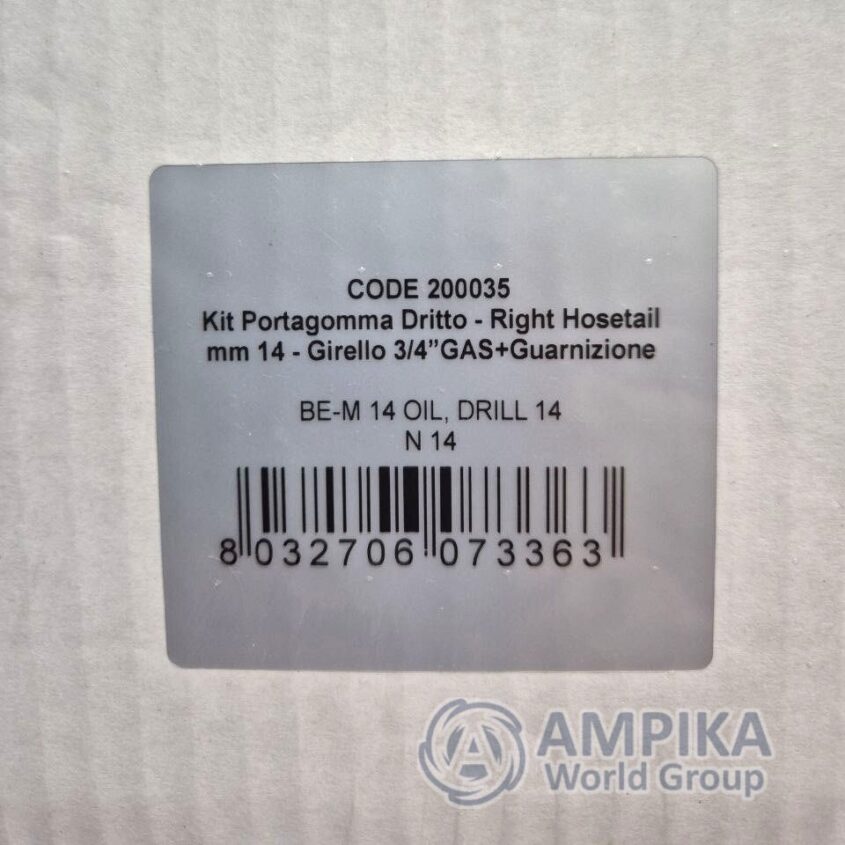 CODE 200035
Kit Portagomma Dritto - Right Hosetail
mm 14 - Girello 3/4”GAS+Guarnizione
BE-M 14 OIL, DRILL 14
N 14
8 032706 073363
AMPIKA
World Group